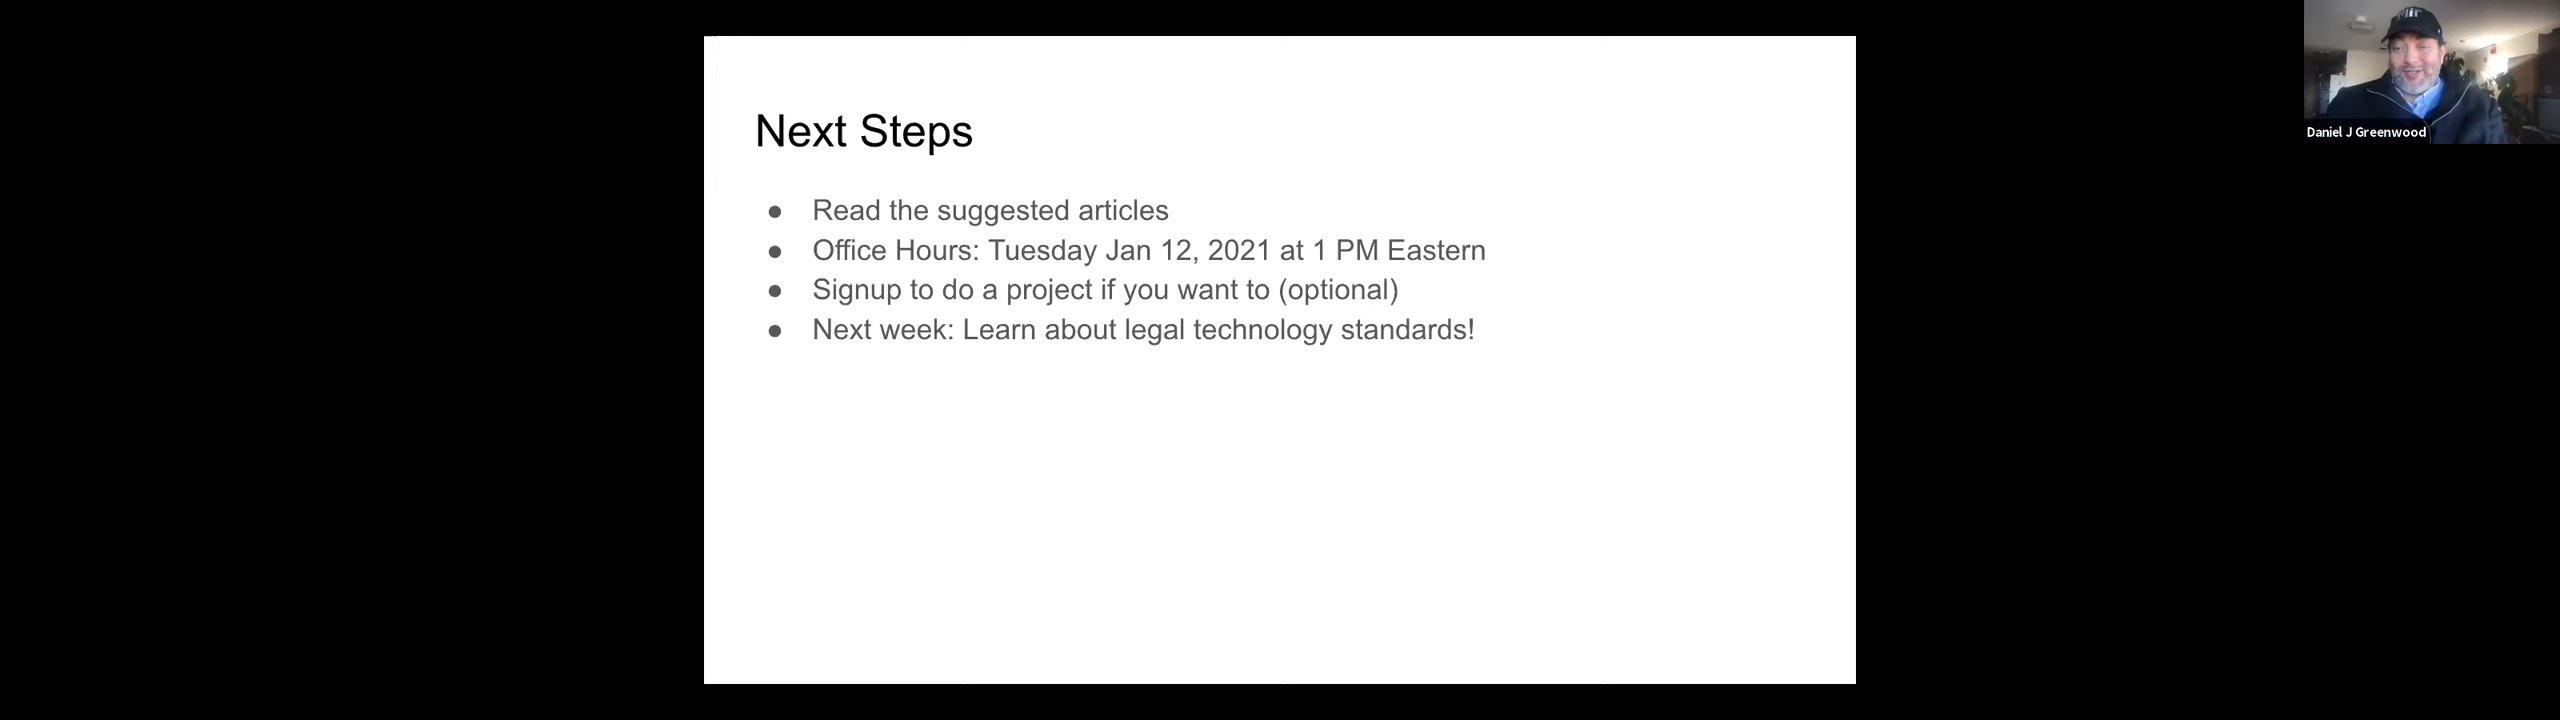 Next Steps
● Read the suggested articles
● Office Hours: Tuesday Jan 12, 2021 at 1 PM Eastern
● Signup to do a project if you want to (optional)
● Next week: Learn about legal technology standards!
Daniel J Greenwood